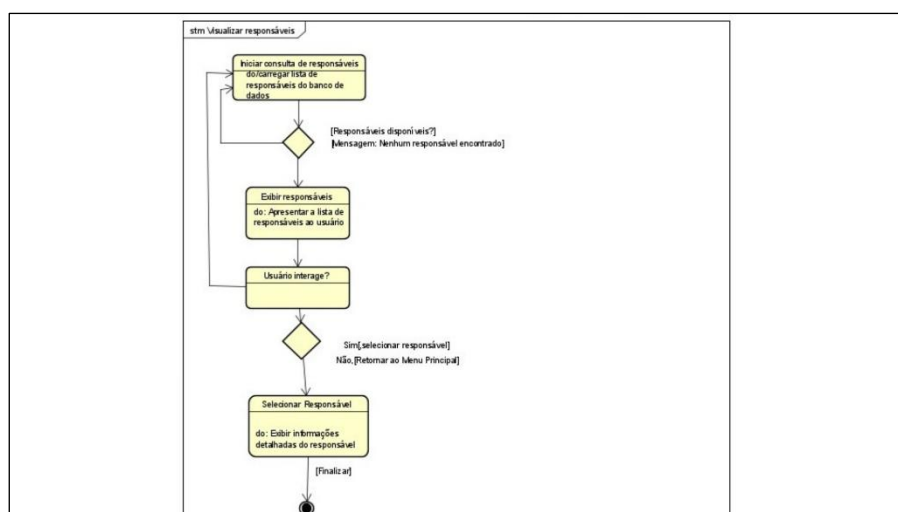 stm Visualizar responsáveis
Iniciar consulta de responsáveis
do/carregar lista de
responsáveis do banco de
dados
[Responsáveis disponíveis?]
[Mensagem: Nenhum responsável encontrado]
Exibir responsáveis
do: Apresentar a lista de
responsáveis ao usuário
Usuário interage?
Sim[,selecionar responsável]
Não,[Retornar ao Menu Principal]
Selecionar Responsável
do: Exibir informações
detalhadas do responsável
[Finalizar]